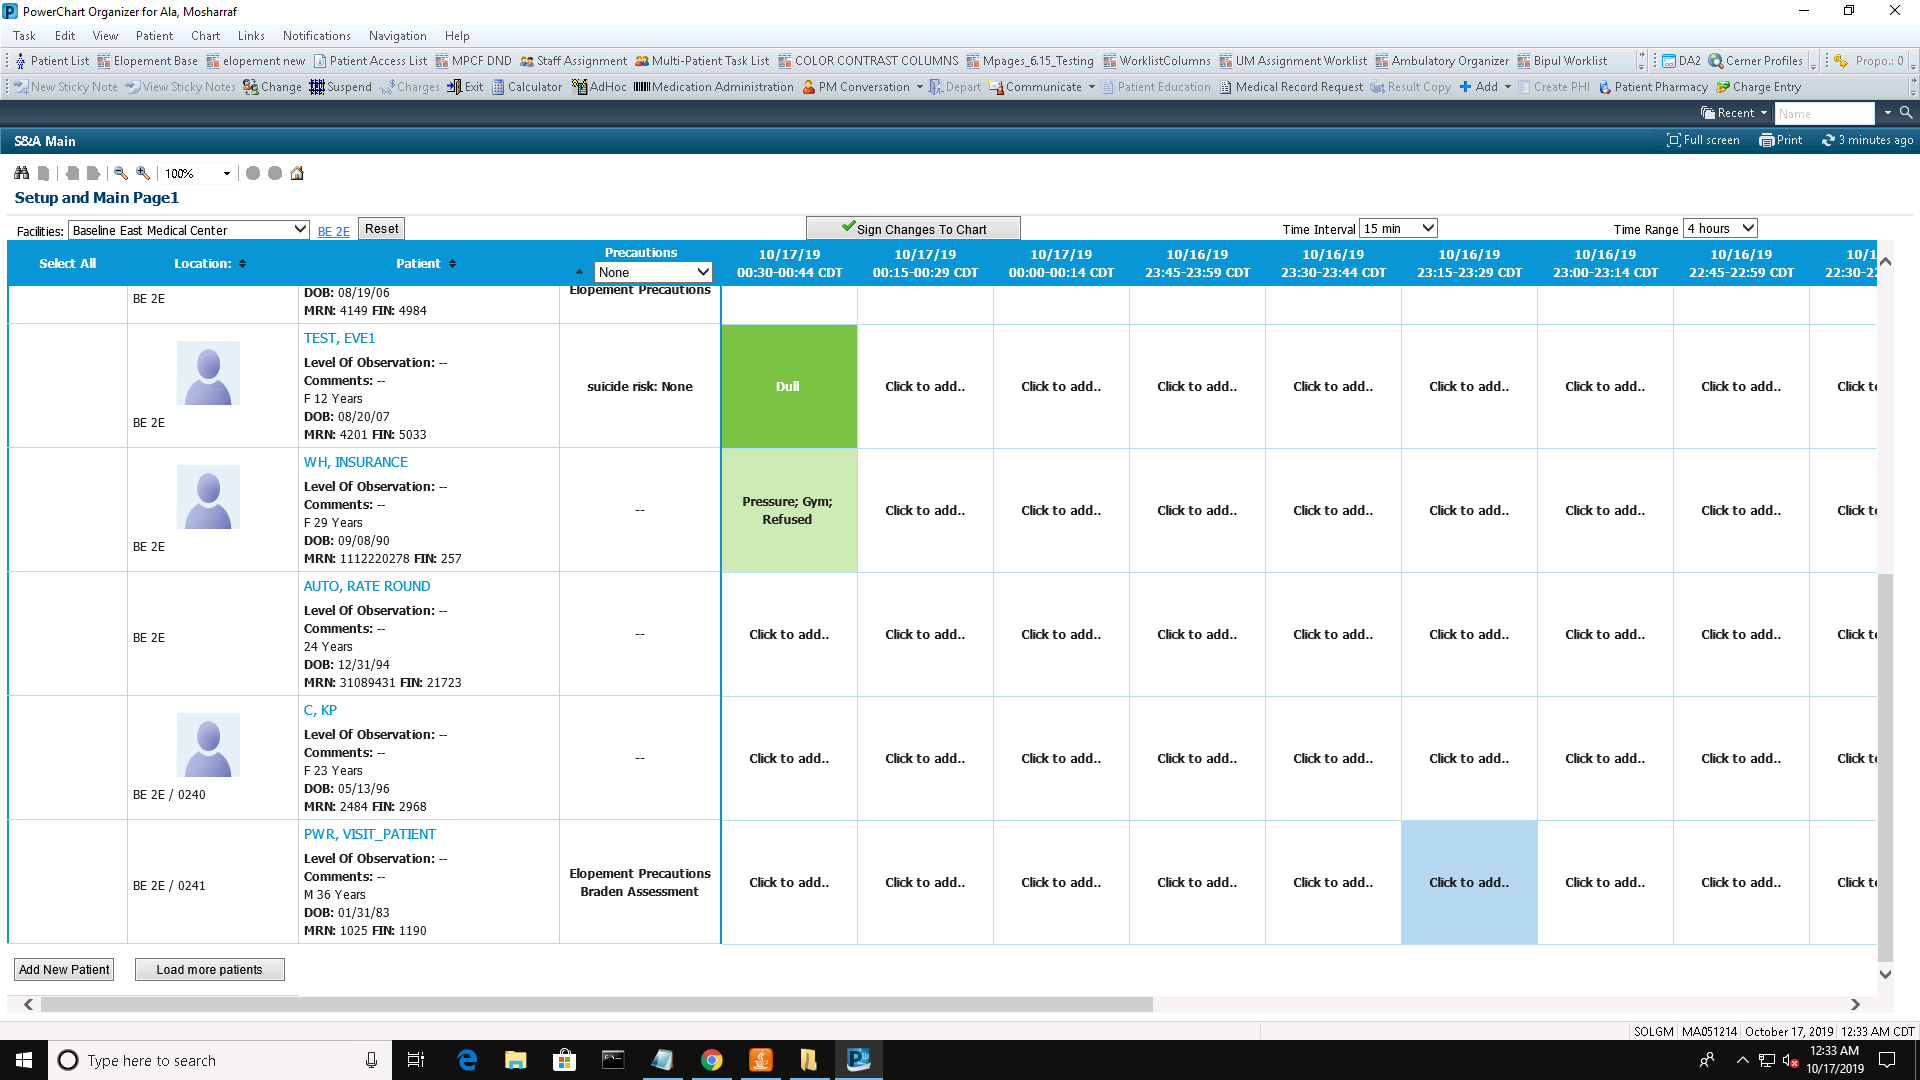 PowerChart Organizer for Ala, Mosharraf
Task Edit View Patient Chart Links Notifications Navigation Help
Patient List Elopement Base elopement new Patient Access List MPCF DND Staff Assignment Multi-Patient Task List COLOR CONTRAST COLUMNS Mpages_6.15_Testing WorklistColumns UM Assignment Worklist Ambulatory Organizer Bipul Worklist DA2 Cerner Profiles Propo.: 0
New Sticky Note View Sticky Notes Change Suspend Charges Exit Calculator AdHoc Medication Administration PM Conversation Depart Communicate Patient Education Medical Record Request Result Copy Add Create PHI Patient Pharmacy Charge Entry
Recent Name
S&A Main Full screen Print 3 minutes ago
100%
Setup and Main Page1
Facilities: Baseline East Medical Center BE 2E Reset Sign Changes To Chart Time Interval 15 min Time Range 4 hours
Select All Location: Patient Precautions None
10/17/19 10/17/19 10/17/19 10/16/19 10/16/19 10/16/19 10/16/19 10/16/19 10/1
00:30-00:44 CDT 00:15-00:29 CDT 00:00-00:14 CDT 23:45-23:59 CDT 23:30-23:44 CDT 23:15-23:29 CDT 23:00-23:14 CDT 22:45-22:59 CDT 22:30-22
BE 2E
DOB: 08/19/06
MRN: 4149 FIN: 4984
Elopement Precautions
BE 2E
TEST, EVE1
Level Of Observation: --
Comments: --
F 12 Years
DOB: 08/20/07
MRN: 4201 FIN: 5033
suicide risk: None
Dull Click to add.. Click to add.. Click to add.. Click to add.. Click to add.. Click to add.. Click to add.. Click t
BE 2E
WH, INSURANCE
Level Of Observation: --
Comments: --
F 29 Years
DOB: 09/08/90
MRN: 1112220278 FIN: 257
--
Pressure; Gym;
Refused
Click to add.. Click to add.. Click to add.. Click to add.. Click to add.. Click to add.. Click to add.. Click t
BE 2E
AUTO, RATE ROUND
Level Of Observation: --
Comments: --
24 Years
DOB: 12/31/94
MRN: 31089431 FIN: 21723
--
Click to add.. Click to add.. Click to add.. Click to add.. Click to add.. Click to add.. Click to add.. Click to add.. Click t
BE 2E / 0240
C, KP
Level Of Observation: --
Comments: --
F 23 Years
DOB: 05/13/96
MRN: 2484 FIN: 2968
--
Click to add.. Click to add.. Click to add.. Click to add.. Click to add.. Click to add.. Click to add.. Click to add.. Click t
BE 2E / 0241
PWR, VISIT_PATIENT
Level Of Observation: --
Comments: --
M 36 Years
DOB: 01/31/83
MRN: 1025 FIN: 1190
Elopement Precautions
Braden Assessment
Click to add.. Click to add.. Click to add.. Click to add.. Click to add.. Click to add.. Click to add.. Click to add.. Click t
Add New Patient Load more patients
SOLGM MA051214 October 17, 2019 12:33 AM CDT
Type here to search
12:33 AM
10/17/2019